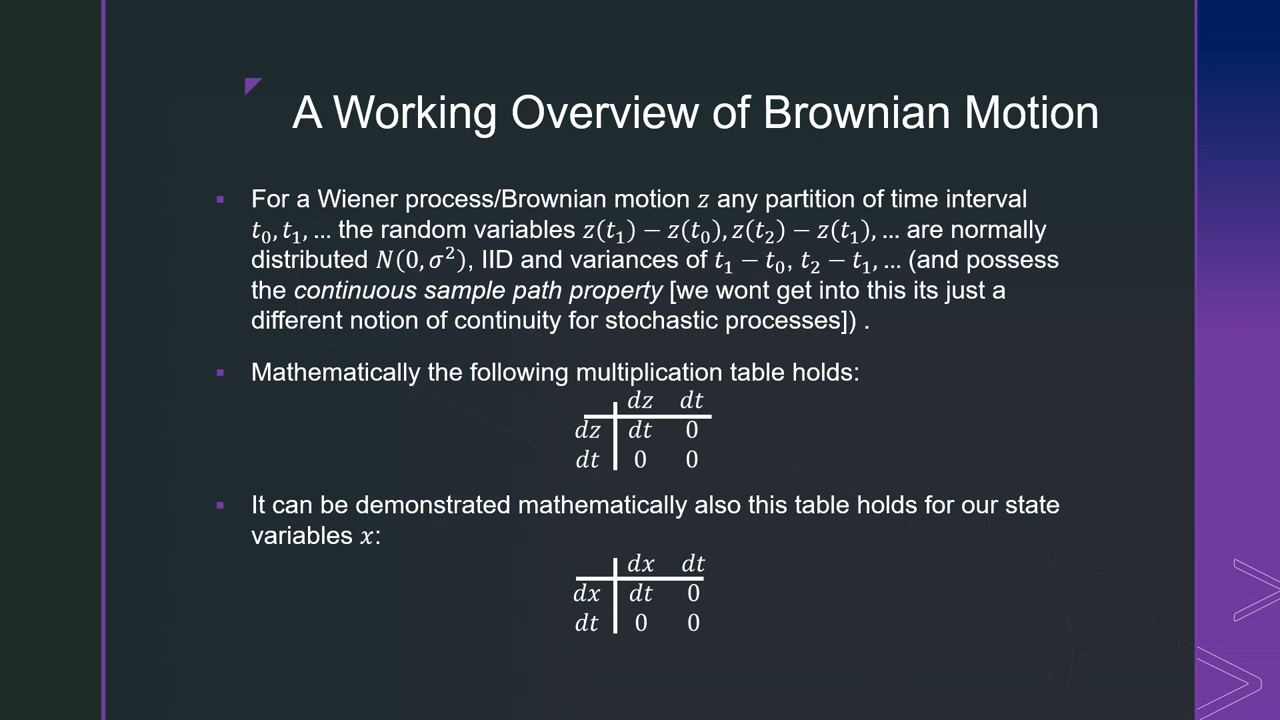 A Working Overview of Brownian Motion
▪ For a Wiener process/Brownian motion 𝑧 any partition of time interval
𝑡₀, 𝑡₁, … the random variables 𝑧(𝑡₁) − 𝑧(𝑡₀), 𝑧(𝑡₂) − 𝑧(𝑡₁), … are normally
distributed 𝑁(0, 𝜎²), IID and variances of 𝑡₁ − 𝑡₀, 𝑡₂ − 𝑡₁, … (and possess
the continuous sample path property [we wont get into this its just a
different notion of continuity for stochastic processes]) .
▪ Mathematically the following multiplication table holds:
𝑑𝑧 𝑑𝑡
𝑑𝑧 𝑑𝑡 0
𝑑𝑡 0 0
▪ It can be demonstrated mathematically also this table holds for our state
variables 𝑥:
𝑑𝑥 𝑑𝑡
𝑑𝑥 𝑑𝑡 0
𝑑𝑡 0 0